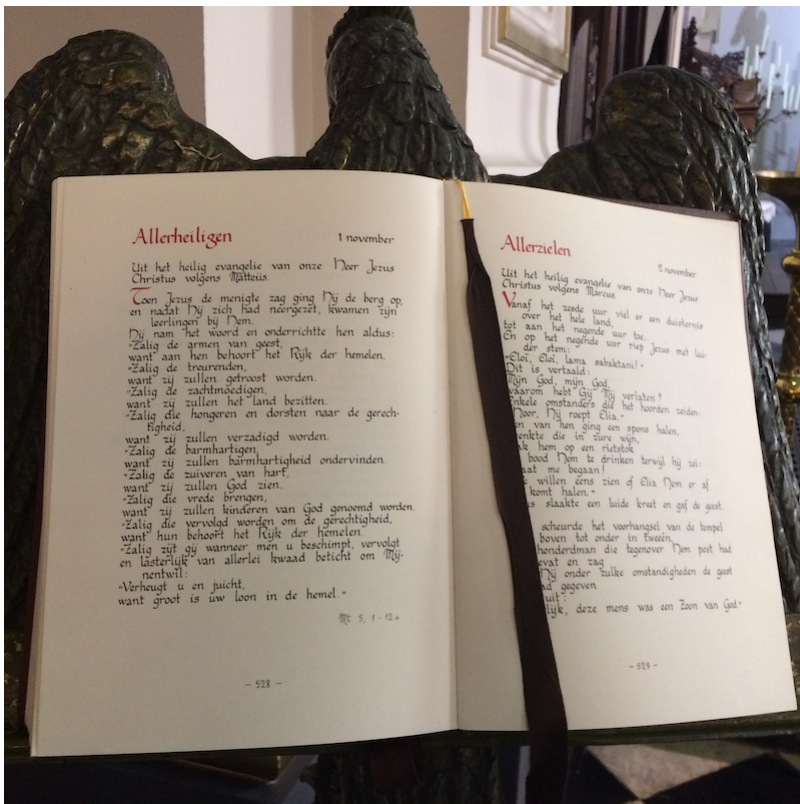 Allerheiligen
1 november
Uit het heilig evangelie van onze Heer Jezus
Christus volgens Matteüs.
Toen Jezus de menigte zag ging Hij de berg op,
en nadat Hij zich had neergezet, kwamen zijn
leerlingen bij Hem.
Hij nam het woord en onderrichtte hen aldus:
"Zalig de armen van geest,
want aan hen behoort het Rijk der hemelen.
"Zalig de treurenden,
want zij zullen getroost worden.
"Zalig de zachtmoedigen,
want zij zullen het land bezitten.
"Zalig die hongeren en dorsten naar de gerech-
tigheid,
want zij zullen verzadigd worden.
"Zalig de barmhartigen,
want zij zullen barmhartigheid ondervinden.
"Zalig de zuiveren van hart,
want zij zullen God zien.
"Zalig die vrede brengen,
want zij zullen kinderen van God genoemd worden.
"Zalig die vervolgd worden om de gerechtigheid,
want hun behoort het Rijk der hemelen.
"Zalig zijt gij wanneer men u beschimpt, vervolgt
en lasterlijk van allerlei kwaad beticht om Mij-
nentwil:
"Verheugt u en juicht,
want groot is uw loon in de hemel."
Mt 5, 1-12a
- 528 -
Allerzielen
2 november
Uit het heilig evangelie van onze Heer Jezus
Christus volgens Marcus.
Vanaf het zesde uur viel er een duisternis
over het hele land,
tot aan het negende uur toe.
En op het negende uur riep Jezus met lui-
der stem:
"Eloï, Eloï, lama sabaktani!"
Dit is vertaald:
Mijn God, mijn God,
waarom hebt Gij Mij verlaten?
Enkele omstanders die het hoorden zeiden:
"Hoor, Hij roept Elia."
en van hen ging een spons halen,
drenkte die in zure wijn,
stak hem op een rietstok
bood Hem te drinken terwijl hij zei:
laat me begaan!
willen eens zien of Elia Hem er af
komt halen."
slaakte een luide kreet en gaf de geest.
scheurde het voorhangsel van de tempel
boven tot onder in tweeën.
honderdman die tegenover Hem post had
evat en zag
Hij onder zulke omstandigheden de geest
gegeven
uit:
lijk, deze mens was een Zoon van God."
- 529 -